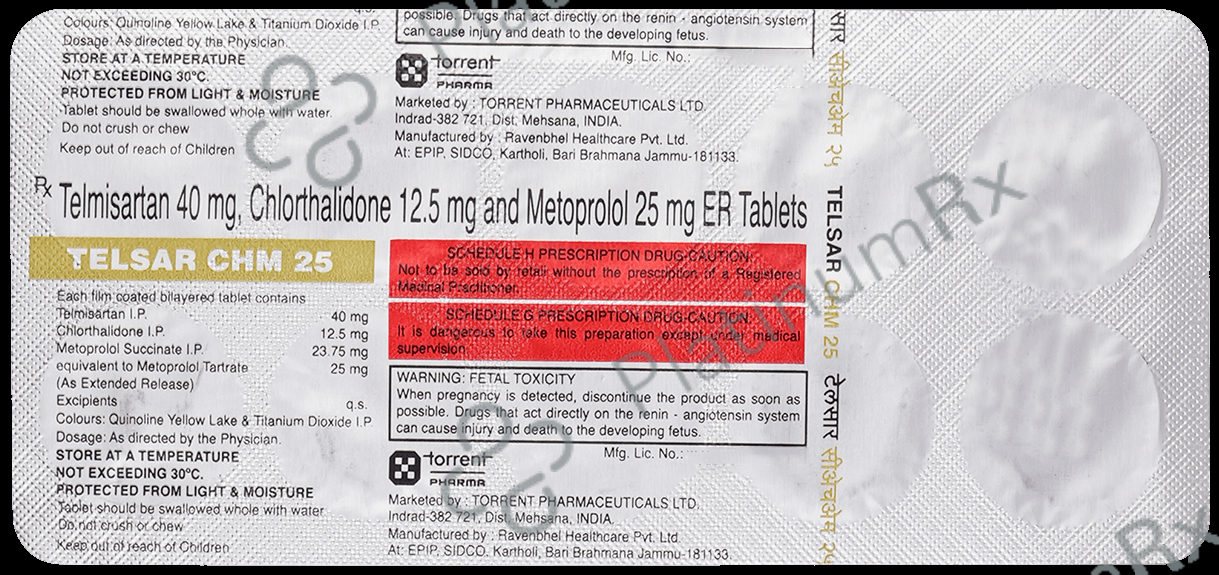 q.s.
Colours: Quinoline Yellow Lake & Titanium Dioxide I.P.
Dosage: As directed by the Physician.
STORE AT A TEMPERATURE
NOT EXCEEDING 30°C.
PROTECTED FROM LIGHT & MOISTURE
Tablet should be swallowed whole with water.
Do not crush or chew
Keep out of reach of Children
possible. Drugs that act directly on the renin - angiotensin system
can cause injury and death to the developing fetus.
Mfg. Lic. No.:
torrent
PHARMA
Marketed by : TORRENT PHARMACEUTICALS LTD.
Indrad-382 721, Dist. Mehsana, INDIA.
Manufactured by : Ravenbhel Healthcare Pvt. Ltd.
At: EPIP, SIDCO, Kartholi, Bari Brahmana Jammu-181133.
Rx Telmisartan 40 mg, Chlorthalidone 12.5 mg and Metoprolol 25 mg ER Tablets
TELSAR CHM 25
Each film coated bilayered tablet contains
Telmisartan I.P. 40 mg
Chlorthalidone I.P. 12.5 mg
Metoprolol Succinate I.P. 23.75 mg
equivalent to Metoprolol Tartrate 25 mg
(As Extended Release)
Excipients q.s.
Colours: Quinoline Yellow Lake & Titanium Dioxide I.P.
Dosage: As directed by the Physician.
STORE AT A TEMPERATURE
NOT EXCEEDING 30°C.
PROTECTED FROM LIGHT & MOISTURE
Tablet should be swallowed whole with water
Do not crush or chew
Keep out of reach of Children
SCHEDULE H PRESCRIPTION DRUG-CAUTION:
Not to be sold by retail without the prescription of a Registered
Medical Practitioner.
SCHEDULE G PRESCRIPTION DRUG-CAUTION:
It is dangerous to take this preparation except under medical
supervision.
WARNING: FETAL TOXICITY
When pregnancy is detected, discontinue the product as soon as
possible. Drugs that act directly on the renin - angiotensin system
can cause injury and death to the developing fetus.
Mfg. Lic. No.:
torrent
PHARMA
Marketed by : TORRENT PHARMACEUTICALS LTD.
Indrad-382 721, Dist. Mehsana, INDIA.
Manufactured by : Ravenbhel Healthcare Pvt. Ltd.
At: EPIP, SIDCO, Kartholi, Bari Brahmana Jammu-181133.
सार सीएचएम २५ TELSAR CHM 25 टेलसार सीएचएम २५
PlatinumRx